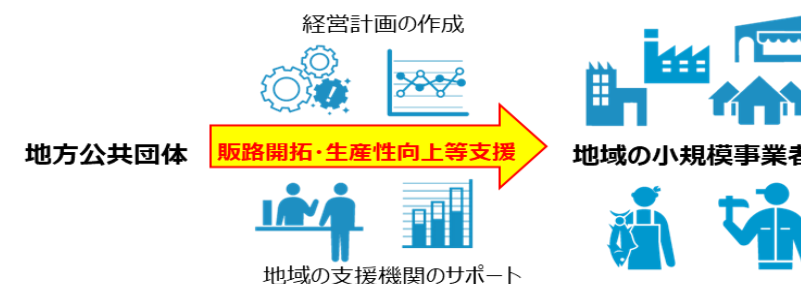 経営計画の作成
地方公共団体
販路開拓・生産性向上等支援
地域の小規模事業者
地域の支援機関のサポート